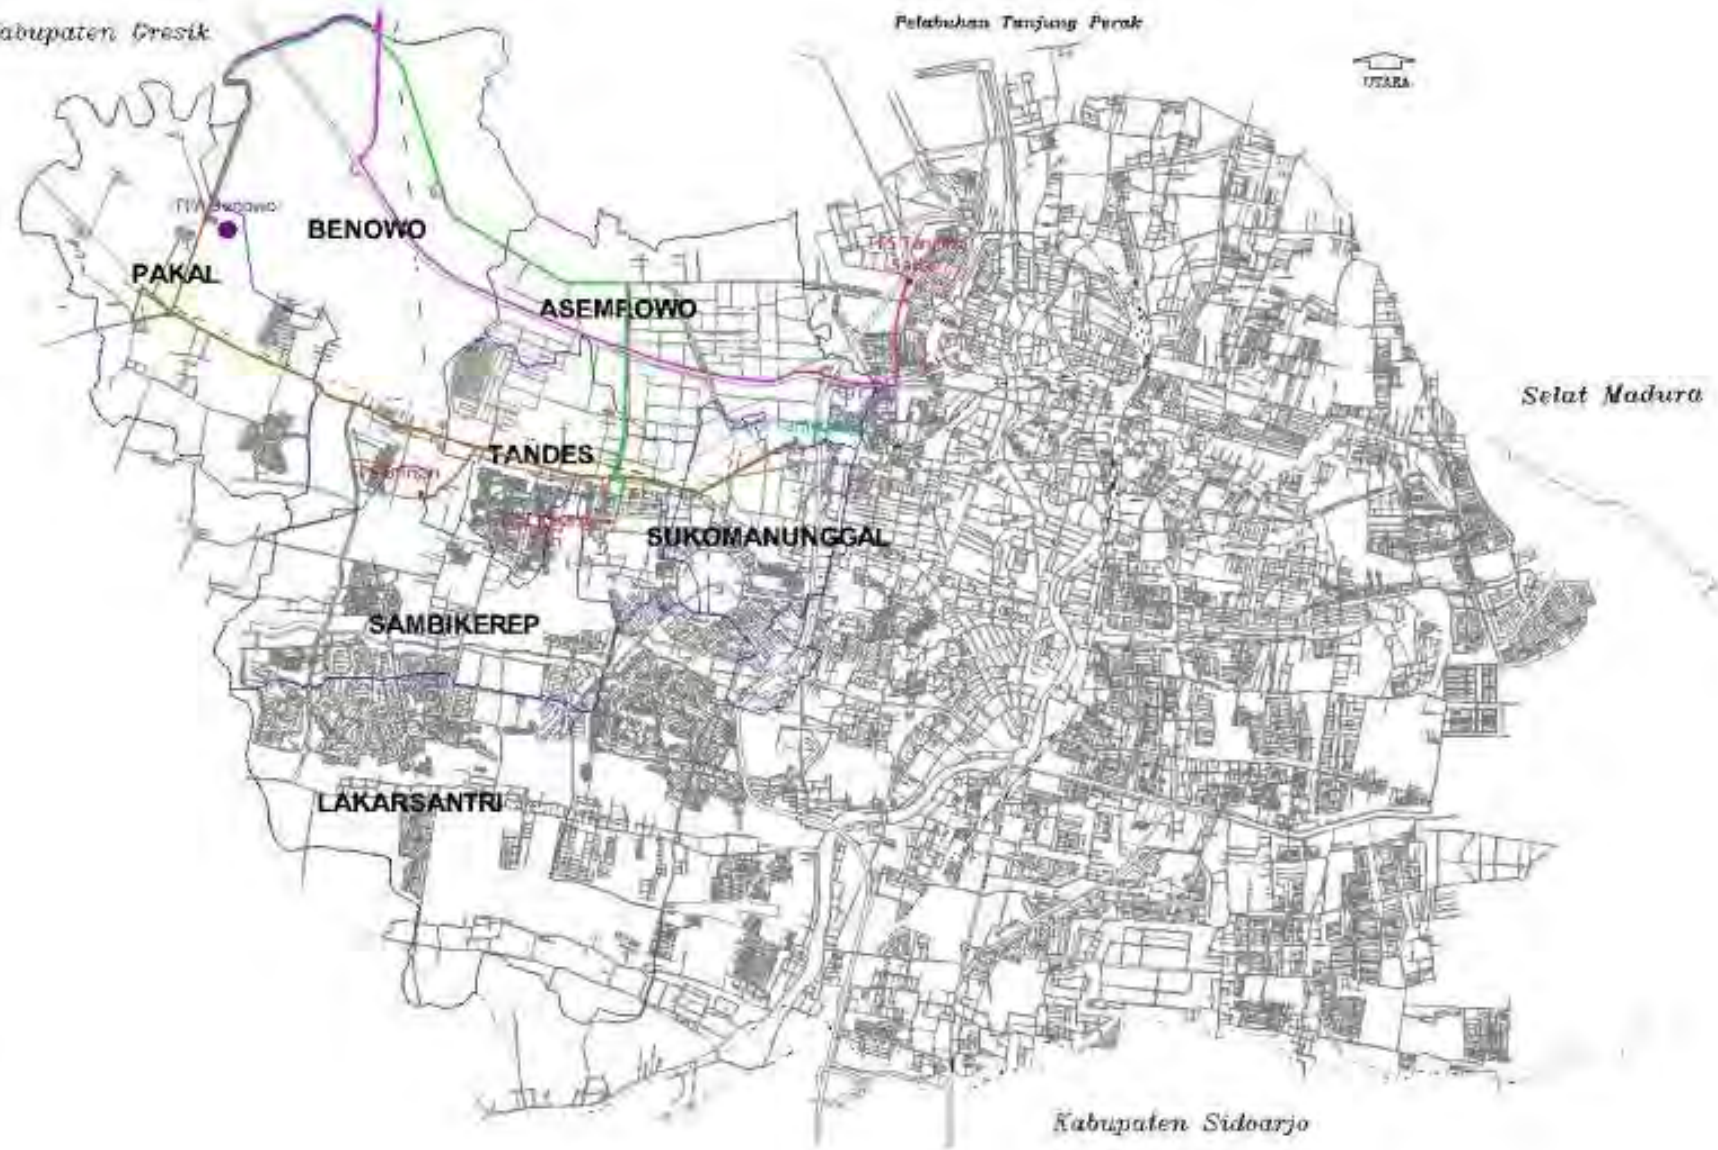 Kabupaten Gresik
Pelabuhan Tanjung Perak
UTARA
BENOWO
PAKAL
ASEMROWO
Selat Madura
TANDES
SUKOMANUNGGAL
SAMBIKEREP
LAKARSANTRI
Kabupaten Sidoarjo